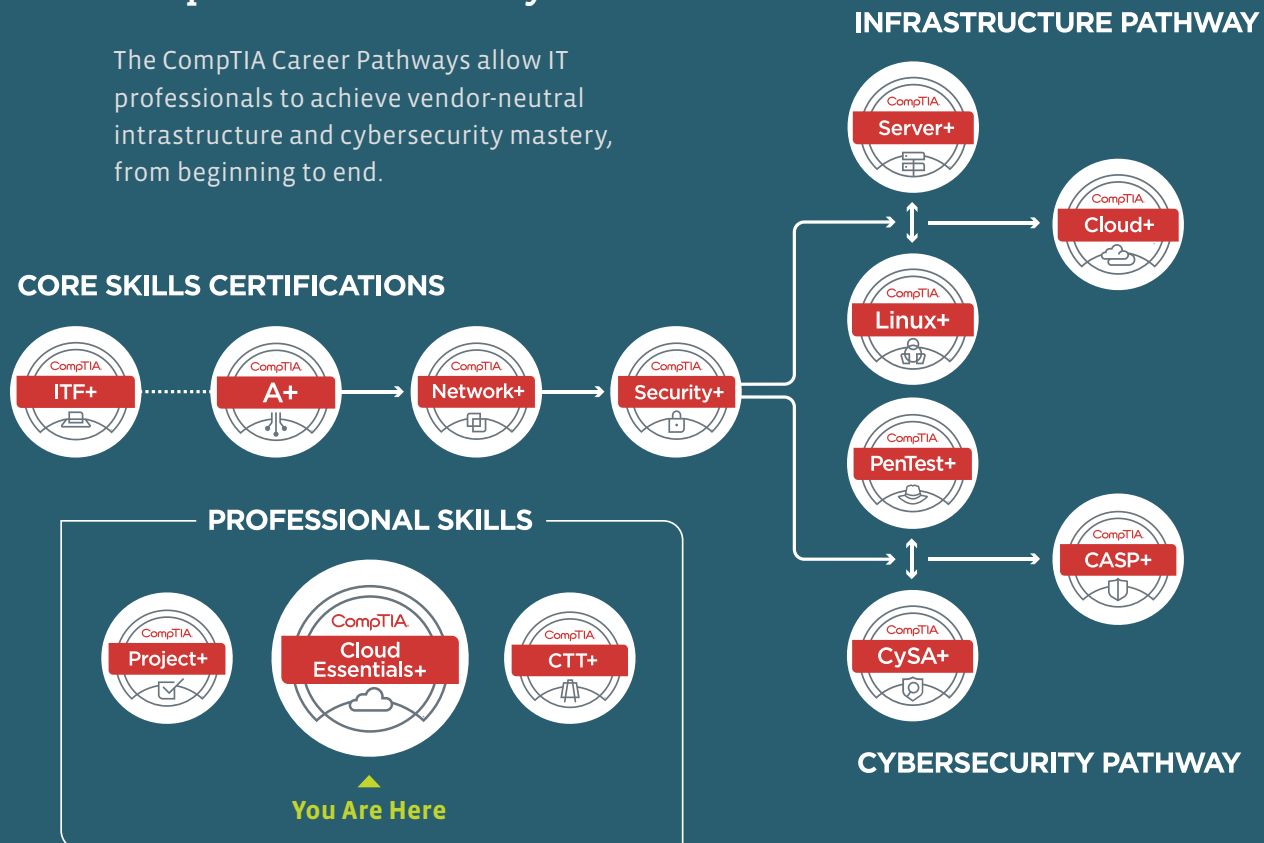 The CompTIA Career Pathways allow IT
professionals to achieve vendor-neutral
intrastructure and cybersecurity mastery,
from beginning to end.
CORE SKILLS CERTIFICATIONS
CompTIA.
ITF+
CompTIA.
A+
CompTIA.
Network+
CompTIA.
Security+
INFRASTRUCTURE PATHWAY
CompTIA.
Server+
CompTIA.
Cloud+
CompTIA.
Linux+
CompTIA.
PenTest+
CompTIA.
CASP+
CompTIA.
CySA+
CYBERSECURITY PATHWAY
PROFESSIONAL SKILLS
CompTIA.
Project+
CompTIA.
Cloud
Essentials+
CompTIA.
CTT+
You Are Here